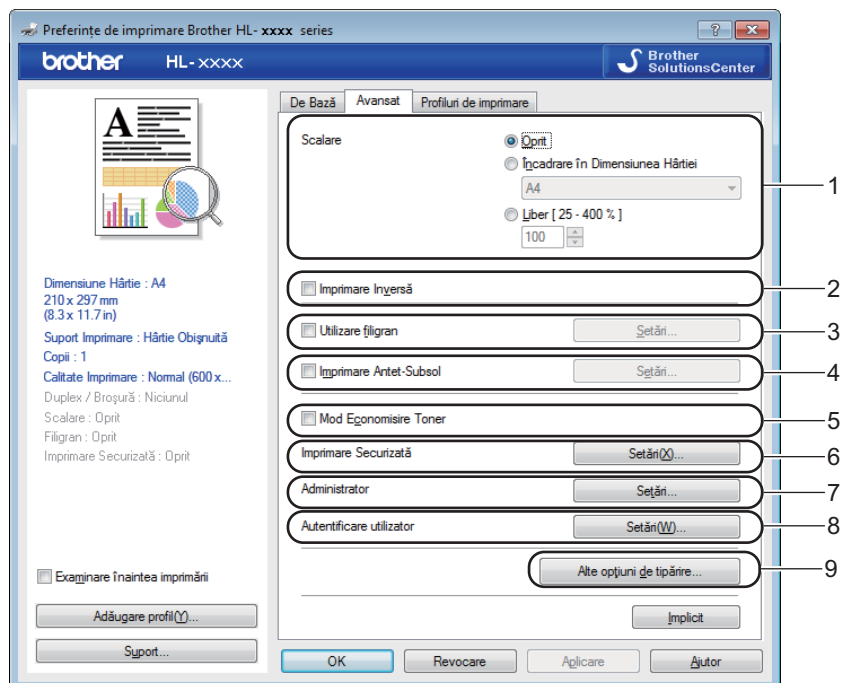 Preferințe de imprimare Brother HL- xxxx series
brother HL- xxxx
Brother
SolutionsCenter
A
Dimensiune Hârtie : A4
210 x 297 mm
(8.3 x 11.7 in)
Suport Imprimare : Hârtie Obişnuită
Copii : 1
Calitate Imprimare : Normal (600 x...
Duplex / Broşură : Niciunul
Scalare : Oprit
Filigran : Oprit
Imprimare Securizată : Oprit
Examinare înaintea imprimării
Adăugare profil(Y)...
Suport...
De Bază Avansat Profiluri de imprimare
Scalare
Oprit
Încadrare în Dimensiunea Hârtiei
A4
Liber [ 25 - 400 % ]
100
1
Imprimare Inversă 2
Utilizare filigran Setări... 3
Imprimare Antet-Subsol Setări... 4
Mod Economisire Toner 5
Imprimare Securizată Setări(X)... 6
Administrator Setări... 7
Autentificare utilizator Setări(W)... 8
Alte opţiuni de tipărire... 9
Implicit
OK Revocare Aplicare Ajutor